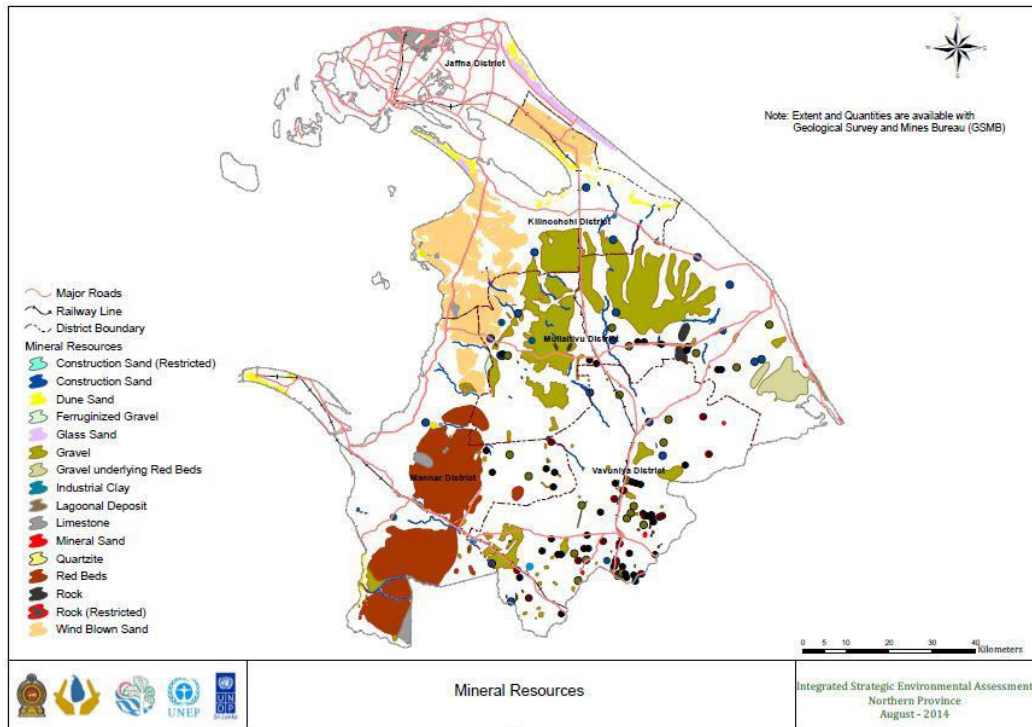 N
W
E
S
Jaffna District
Note: Extent and Quantities are available with
Geological Survey and Mines Bureau (GSMB)
Kilinochchi District
Mullaitivu District
Mannar District
Vavuniya District
Major Roads
Railway Line
District Boundary
Mineral Resources
Construction Sand (Restricted)
Construction Sand
Dune Sand
Ferruginized Gravel
Glass Sand
Gravel
Gravel underlying Red Beds
Industrial Clay
Lagoonal Deposit
Limestone
Mineral Sand
Quartzite
Red Beds
Rock
Rock (Restricted)
Wind Blown Sand
0 5 10 20 30 40
Kilometers
UNEP
UN
DP
Sri Lanka
Mineral Resources
Integrated Strategic Environmental Assessment
Northern Province
August - 2014